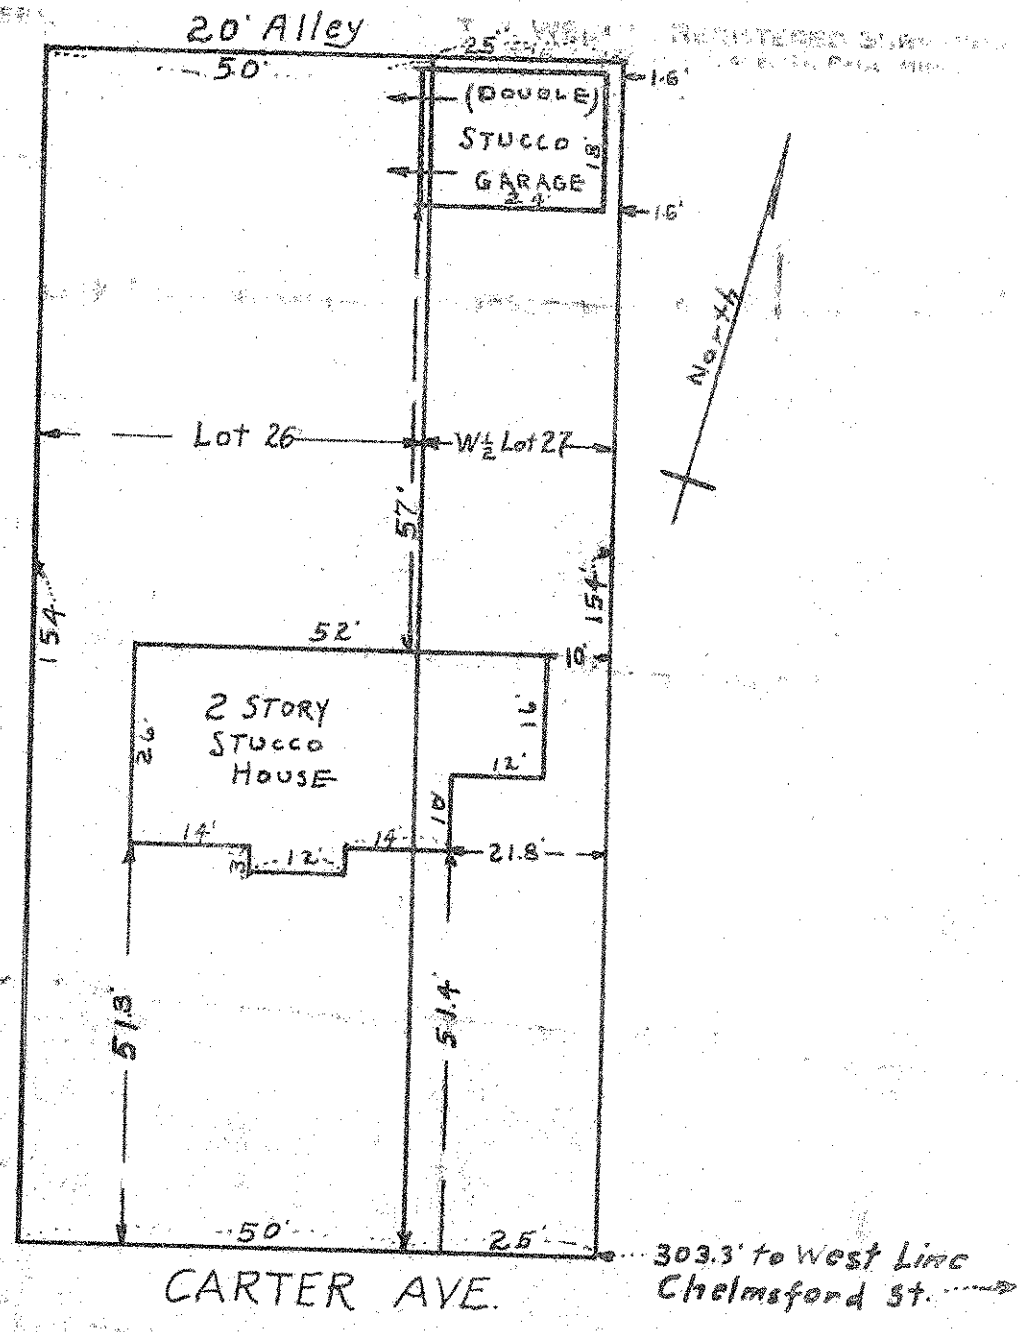 20' Alley
50'
25'
1.6'
(DOUBLE)
STUCCO
GARAGE
24'
18'
1.6'
North
Lot 26
W½ Lot 27
57'
154
154'
52'
10'
2 STORY
STUCCO
HOUSE
26'
16'
12'
10'
14'
3'
12'
14'
21.8'
51.8'
51.4'
50'
25'
303.3' to West Line
Chelmsford St.
CARTER AVE.